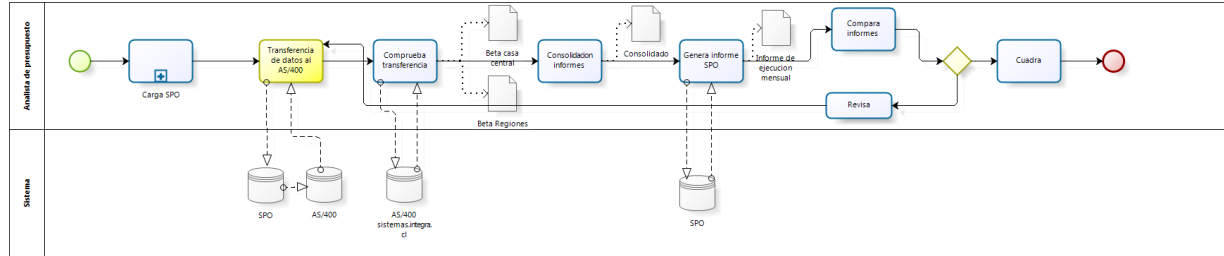 Analista de presupuesto
Carga SPO
Transferencia
de datos al
AS/400
Comprueba
transferencia
Beta casa
central
Beta Regiones
Consolidacion
informes
Consolidado
Genera informe
SPO
Informe de
ejecucion
mensual
Compara
informes
Revisa
Cuadra
Sistema
SPO
AS/400
AS/400
sistemas.integra.
cl
SPO